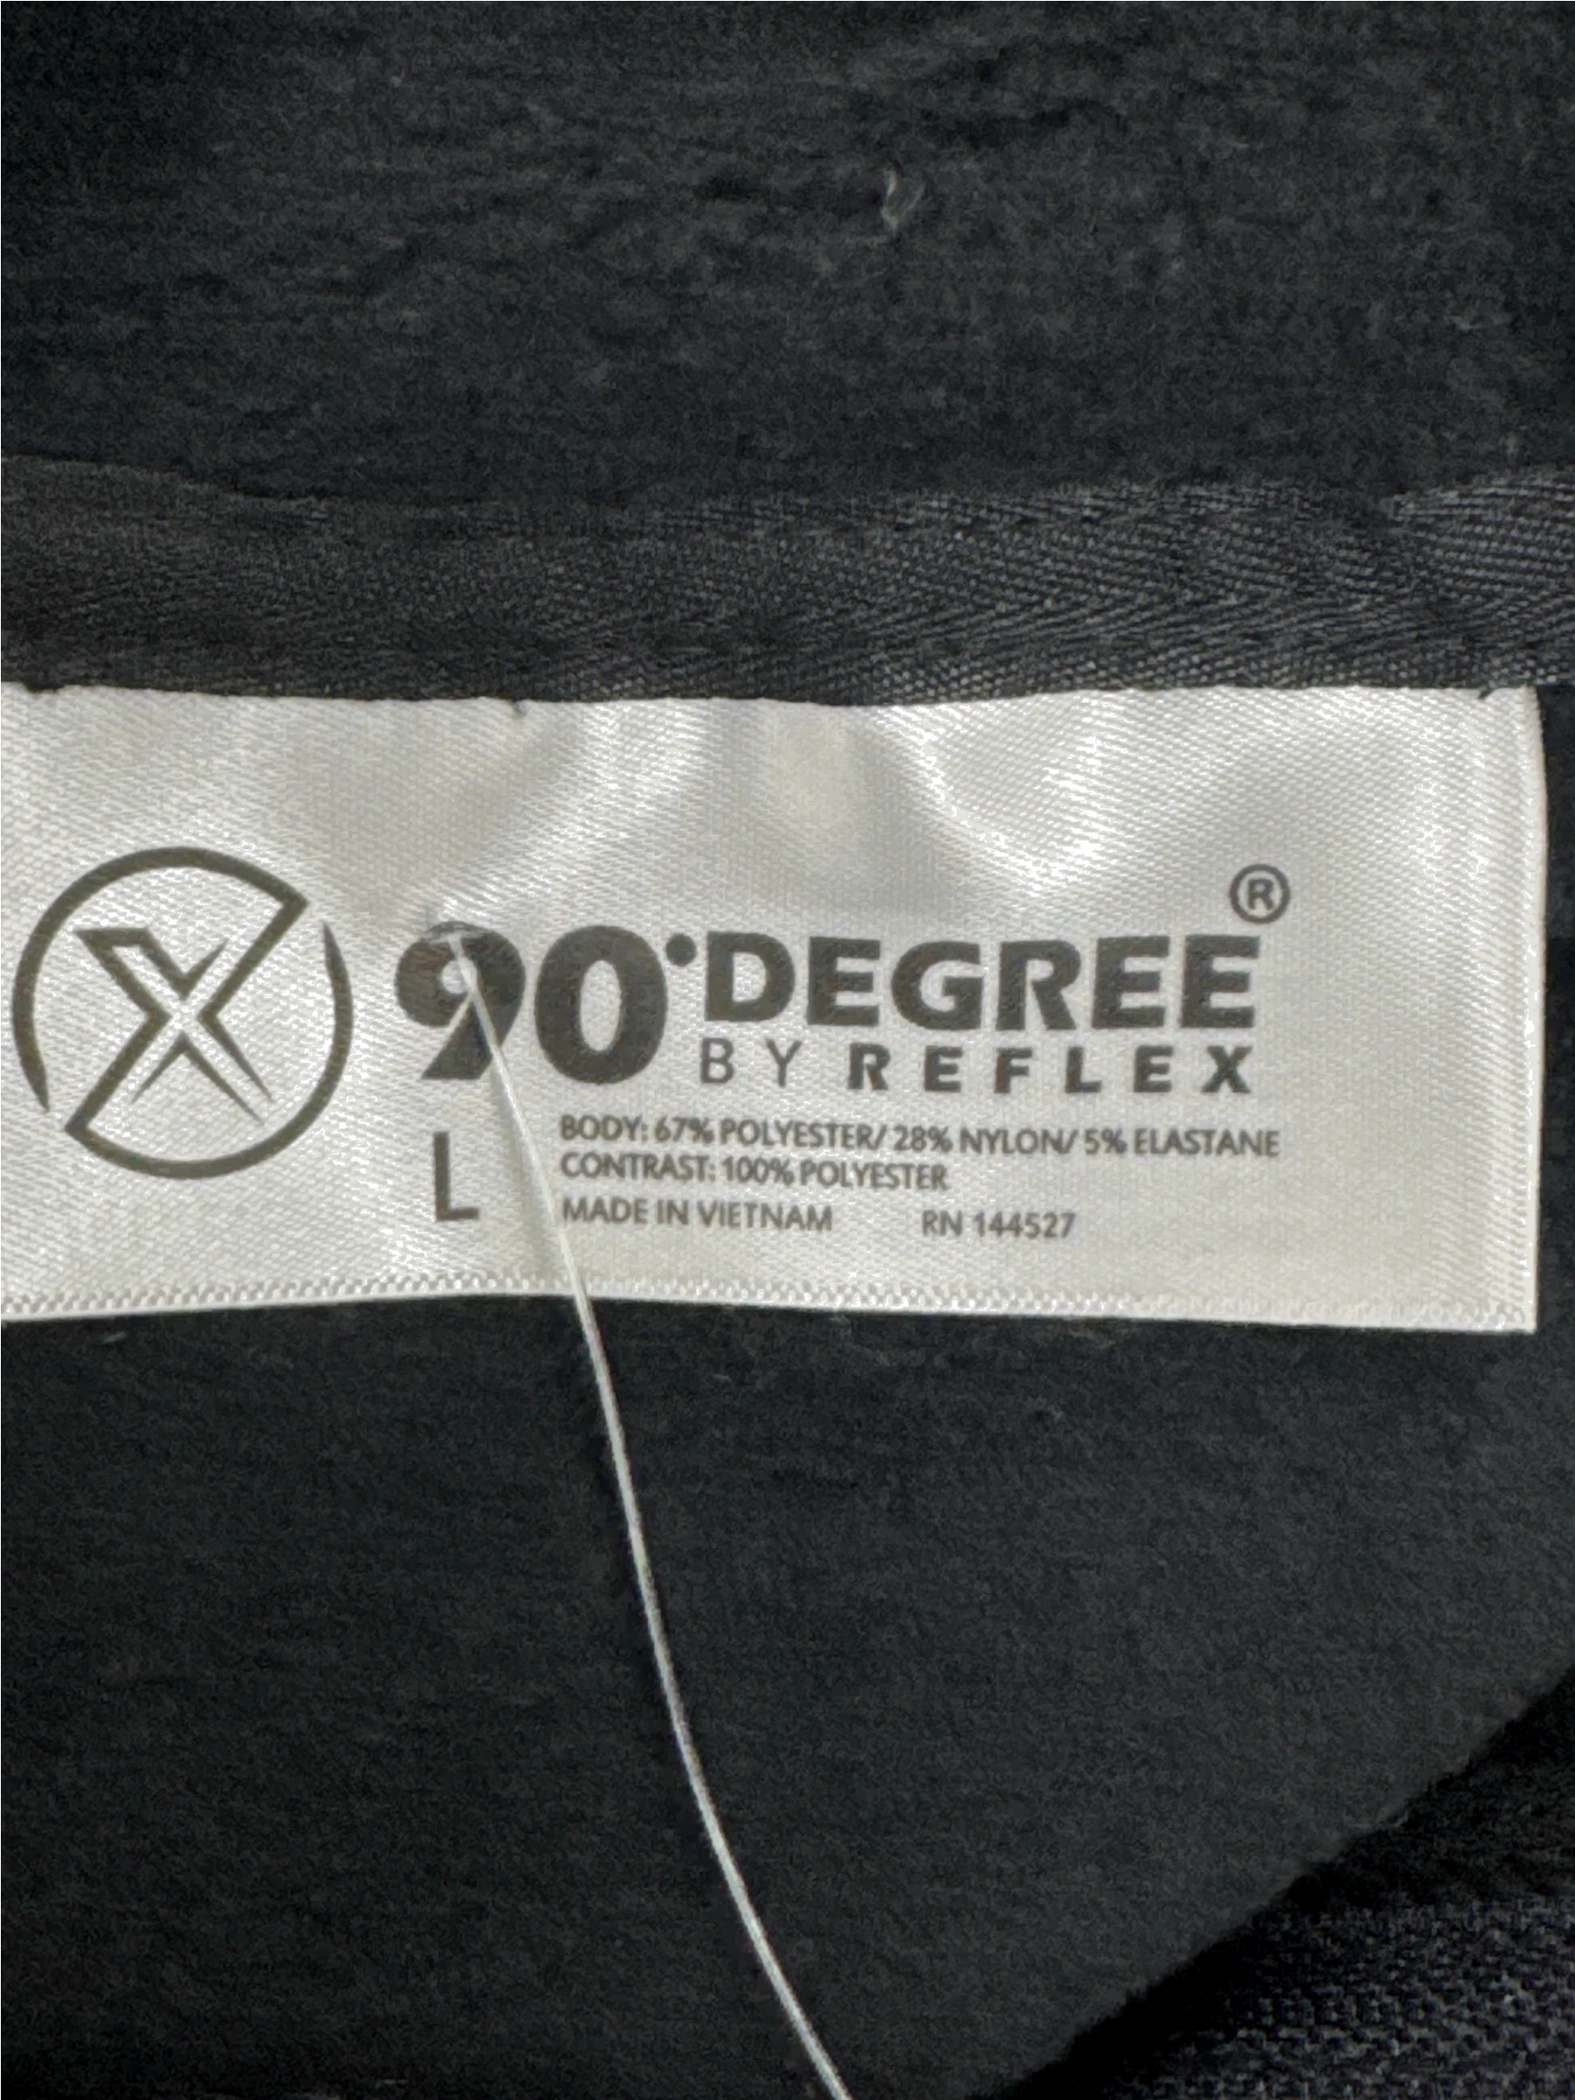 X
90° DEGREE®
BY REFLEX
L
BODY: 67% POLYESTER/ 28% NYLON/ 5% ELASTANE
CONTRAST: 100% POLYESTER
MADE IN VIETNAM RN 144527